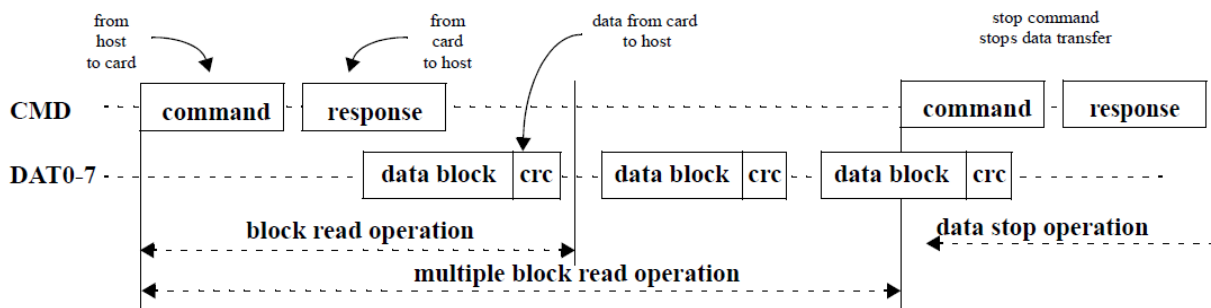 from
host
to card
from
card
to host
data from card
to host
stop command
stops data transfer
CMD
command
response
command
response
DAT0-7
data block
crc
data block
crc
data block
crc
block read operation
data stop operation
multiple block read operation